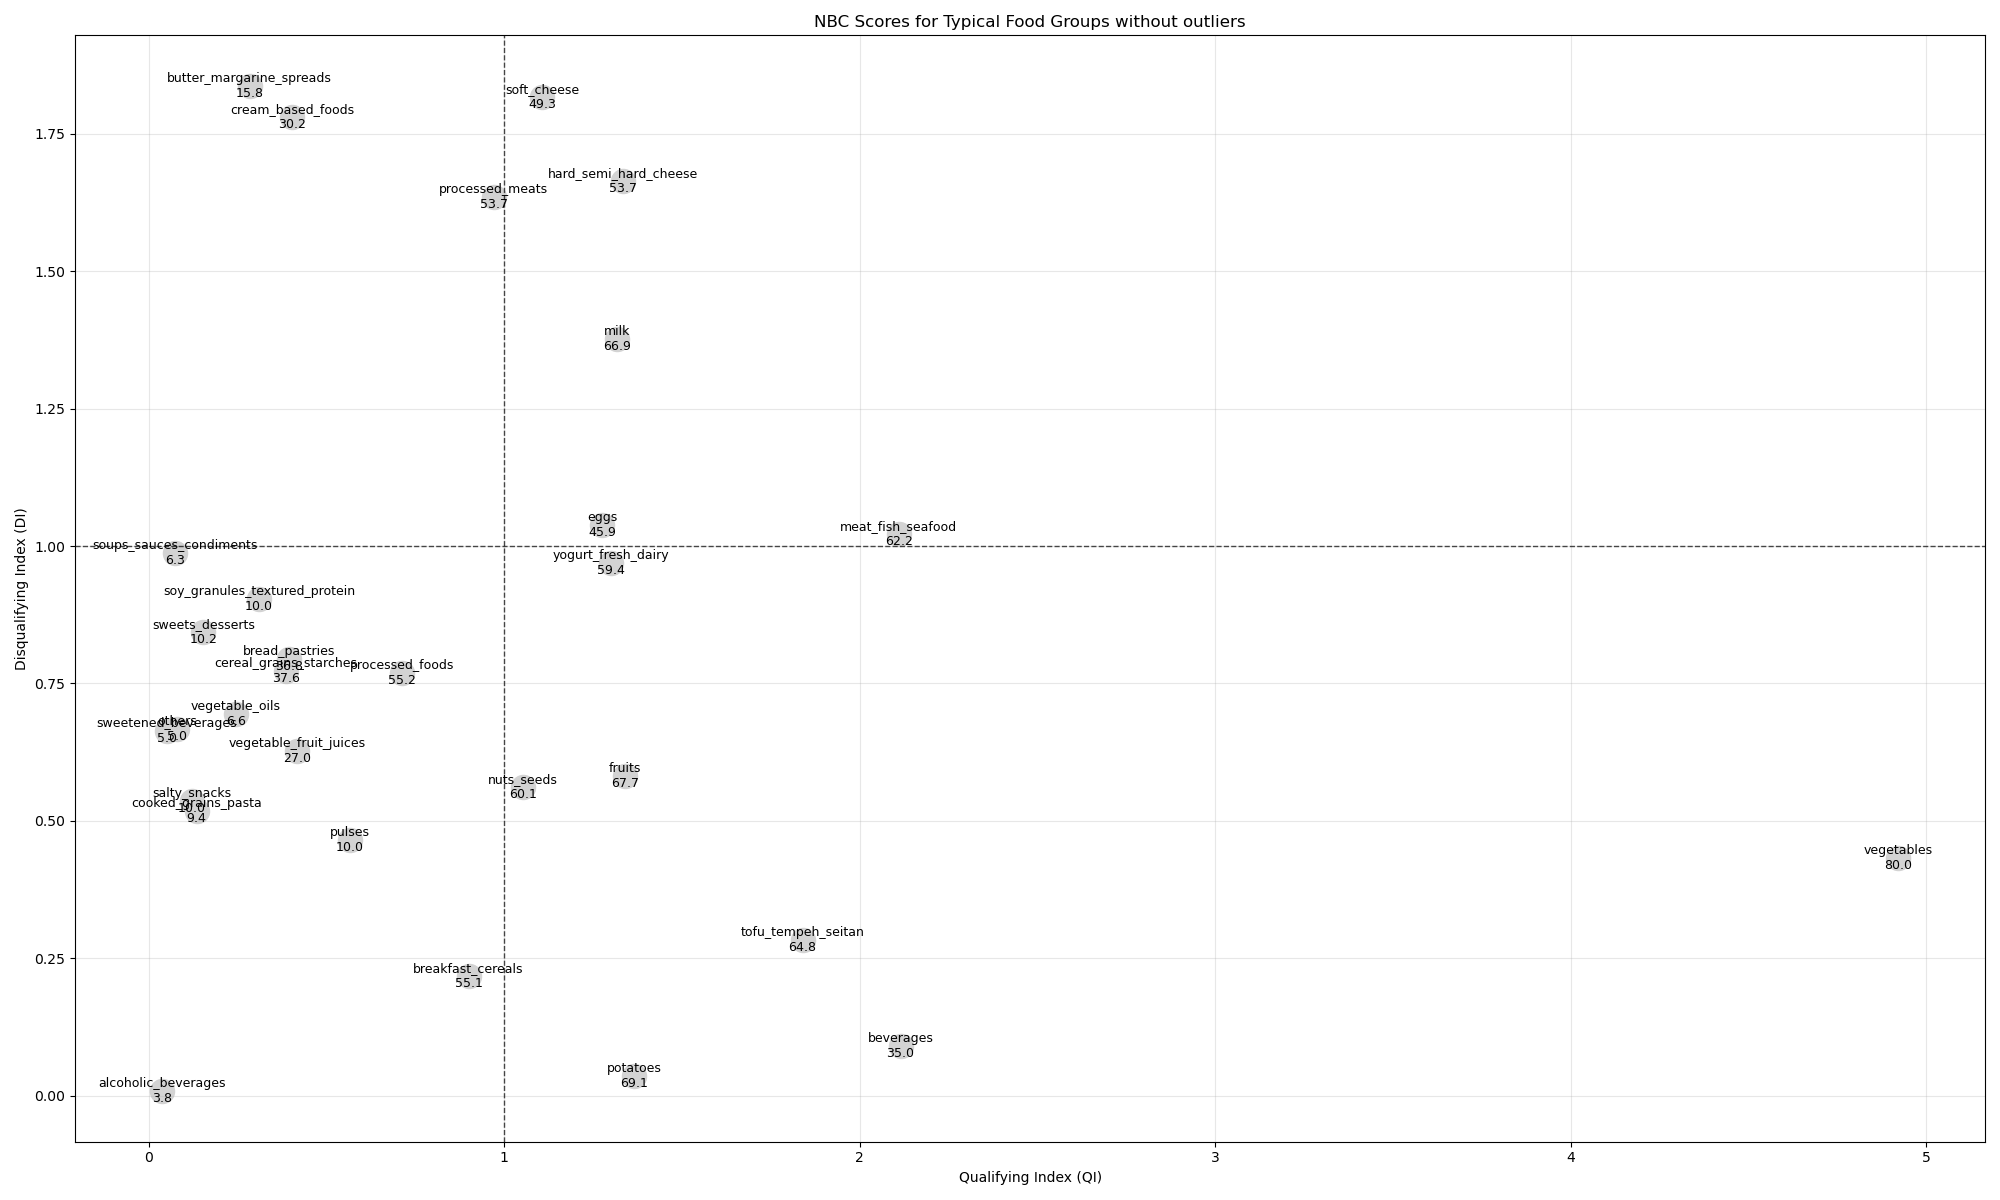 NBC Scores for Typical Food Groups without outliers
butter_margarine_spreads
15.8
soft_cheese
49.3
cream_based_foods
30.2
1.75
hard_semi_hard_cheese
53.7
processed_meats
53.7
1.50
milk
66.9
1.25
eggs
45.9
meat_fish_seafood
62.2
1.00
soups_sauces_condiments
6.3
yogurt_fresh_dairy
59.4
soy_granules_textured_protein
10.0
sweets_desserts
10.2
bread_pastries
cereal_grains_starches
37.6
processed_foods
55.2
0.75
vegetable_oils
6.6
others
5.0
sweetened_beverages
5.0
vegetable_fruit_juices
27.0
fruits
67.7
nuts_seeds
60.1
salty_snacks
10.0
cooked_grains_pasta
9.4
0.50
pulses
10.0
vegetables
80.0
tofu_tempeh_seitan
64.8
0.25
breakfast_cereals
55.1
beverages
35.0
potatoes
69.1
alcoholic_beverages
3.8
0.00
Disqualifying Index (DI)
0
1
2
3
4
5
Qualifying Index (QI)